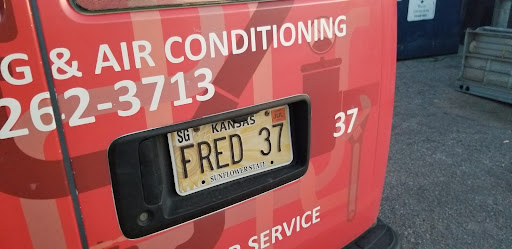 G & AIR CONDITIONING
262-3713
SG KANSAS
FRED 37
SUNFLOWER STATE
37
R SERVICE